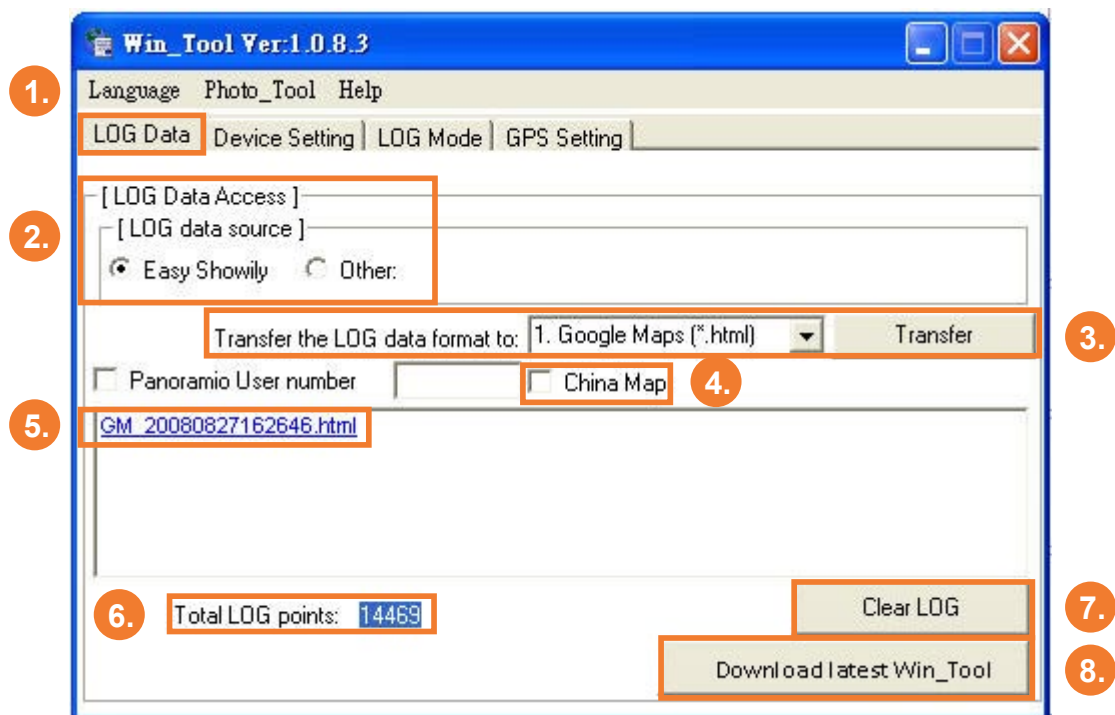 Win_Tool Ver:1.0.8.3
1.
Language Photo_Tool Help
LOG Data Device Setting LOG Mode GPS Setting
[ LOG Data Access ]
2.
[ LOG data source ]
Easy Showily Other:
Transfer the LOG data format to: 1. Google Maps (*.html) Transfer 3.
Panoramio User number China Map 4.
5. GM_20080827162646.html
6. Total LOG points: 14469
Clear LOG 7.
Download latest Win_Tool 8.